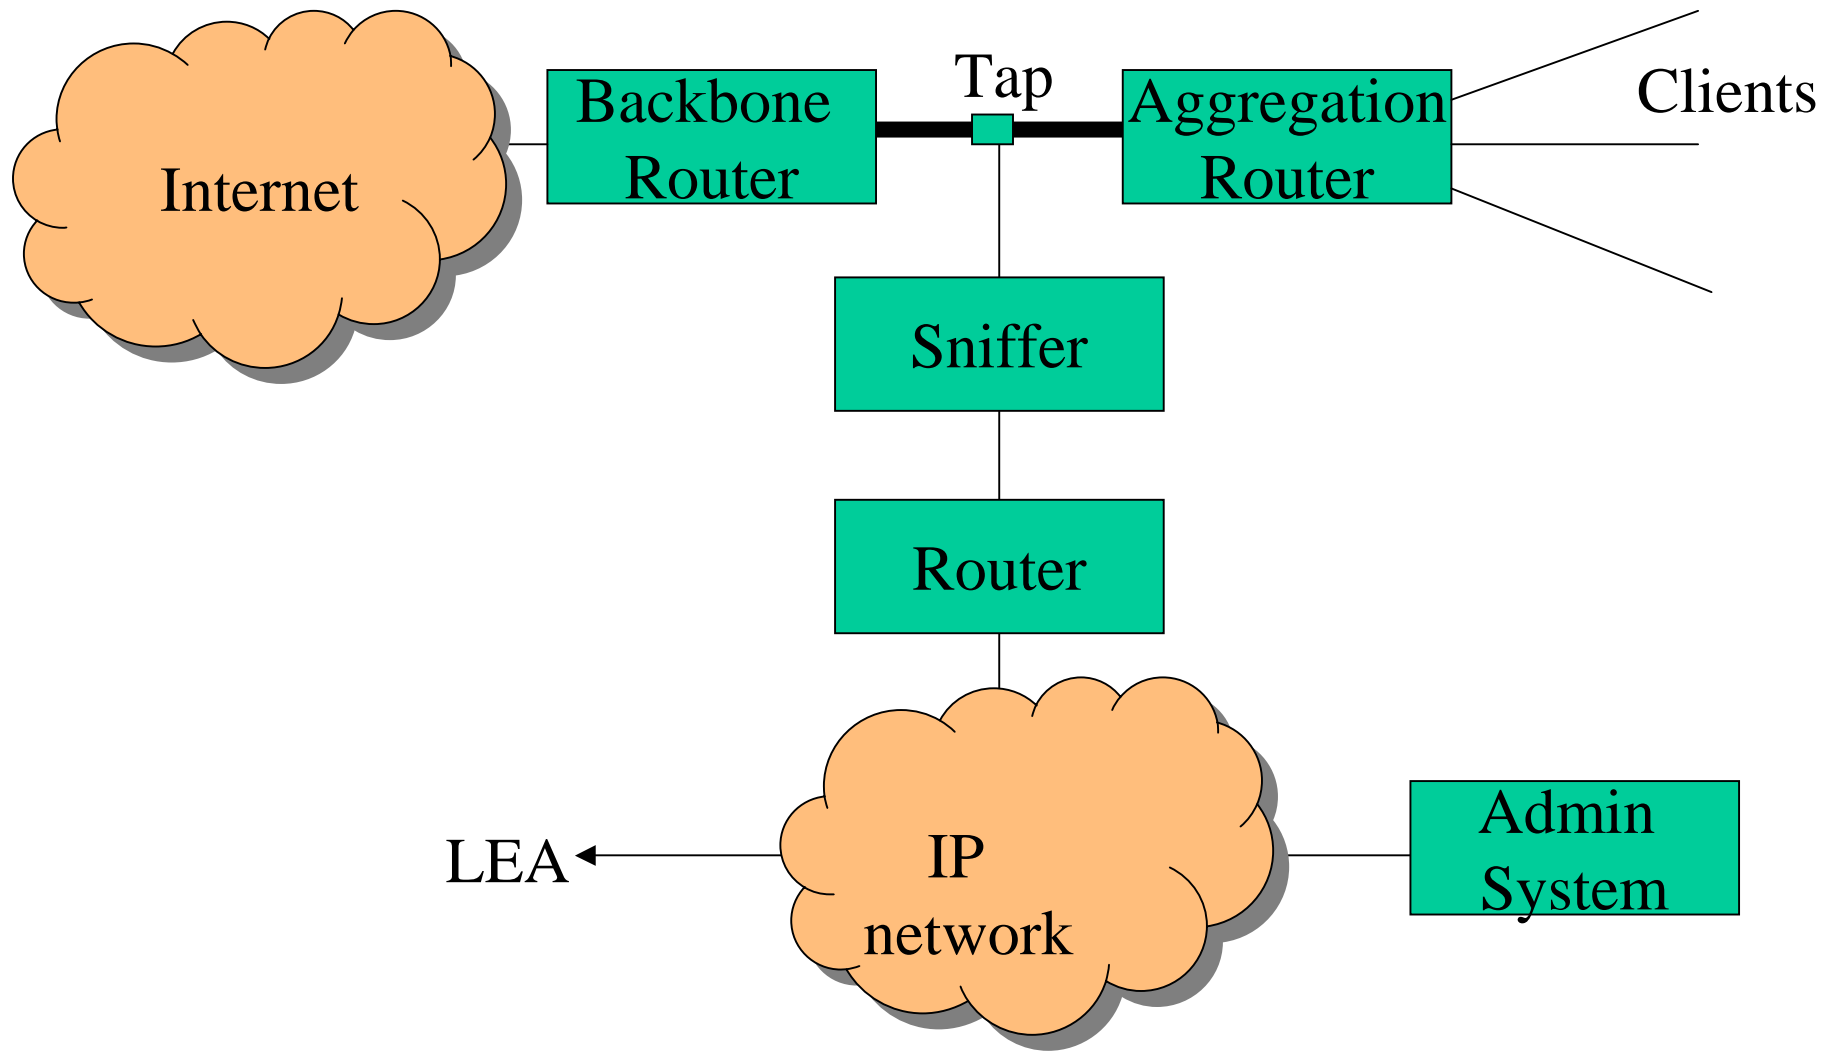 Internet
Backbone
Router
Tap
Aggregation
Router
Clients
Sniffer
Router
LEA
IP
network
Admin
System